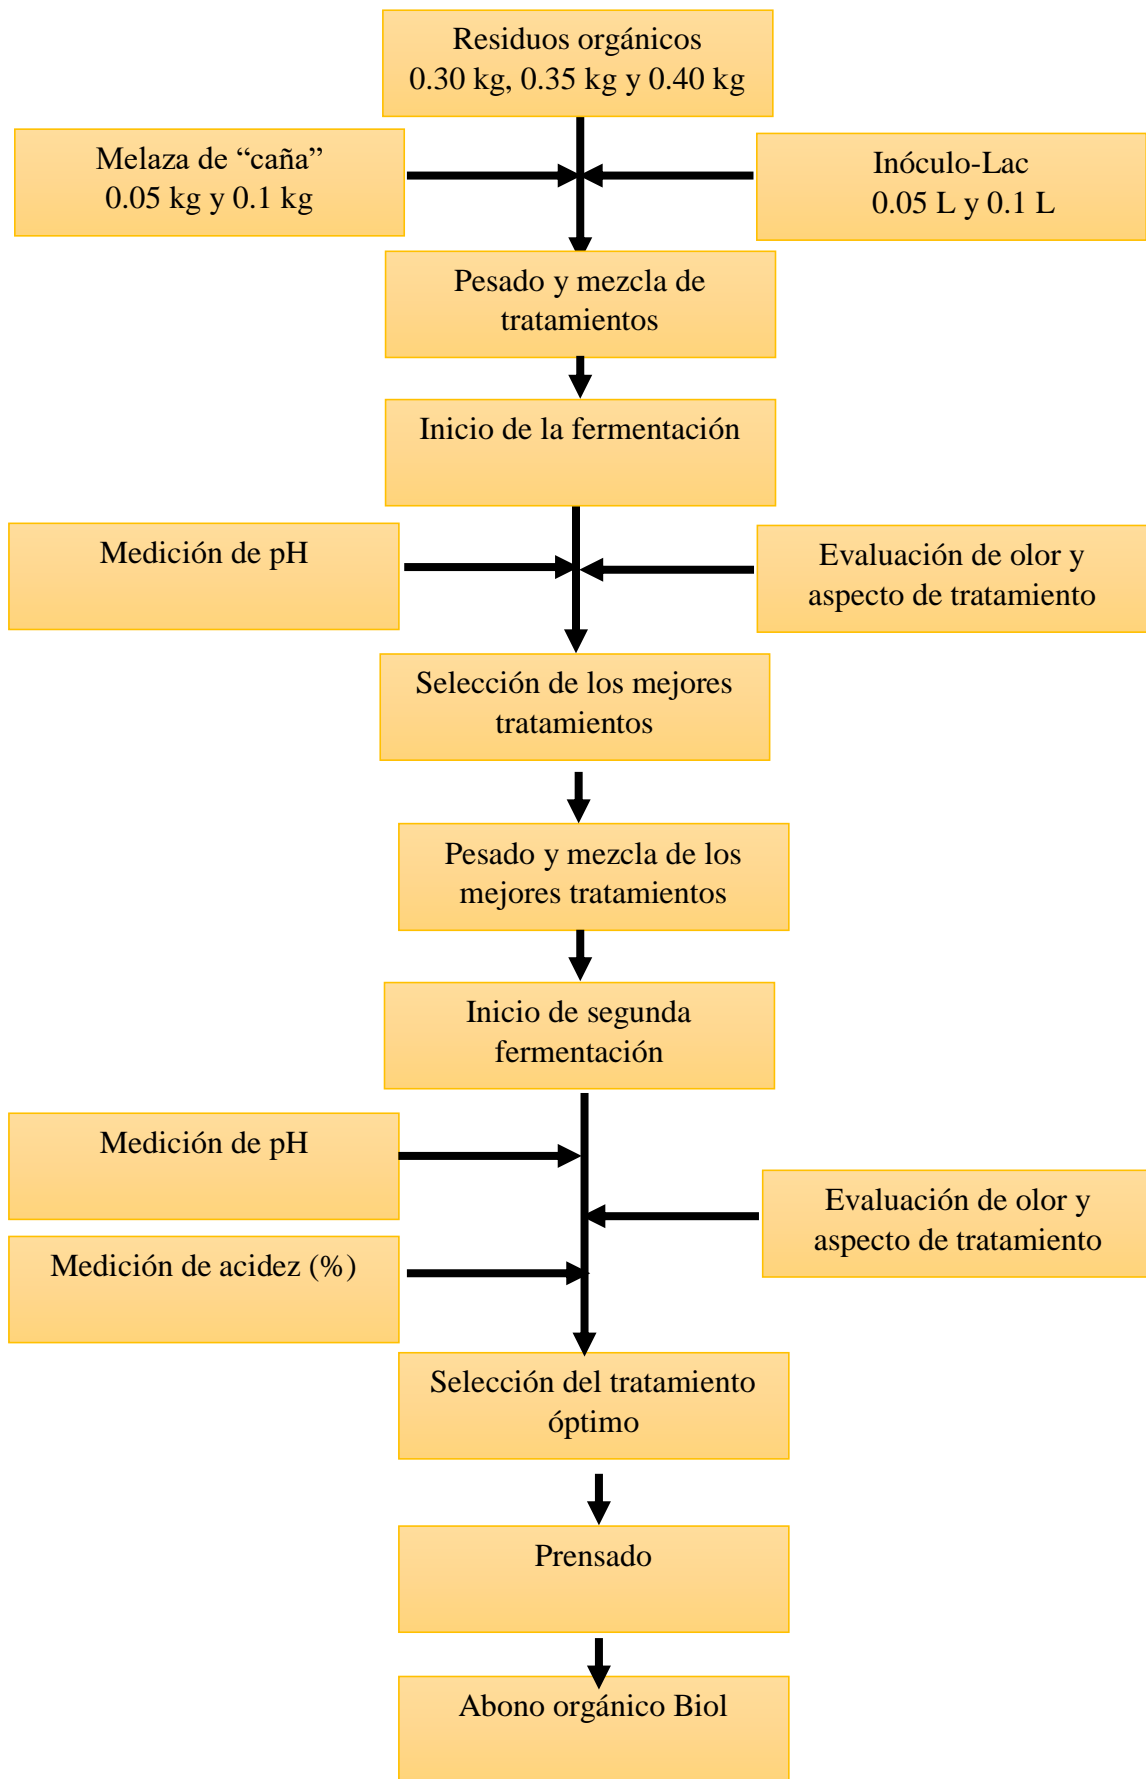 Residuos orgánicos
0.30 kg, 0.35 kg y 0.40 kg
Melaza de “caña”
0.05 kg y 0.1 kg
Inóculo-Lac
0.05 L y 0.1 L
Pesado y mezcla de
tratamientos
Inicio de la fermentación
Medición de pH
Evaluación de olor y
aspecto de tratamiento
Selección de los mejores
tratamientos
Pesado y mezcla de los
mejores tratamientos
Inicio de segunda
fermentación
Medición de pH
Evaluación de olor y
aspecto de tratamiento
Medición de acidez (%)
Selección del tratamiento
óptimo
Prensado
Abono orgánico Biol